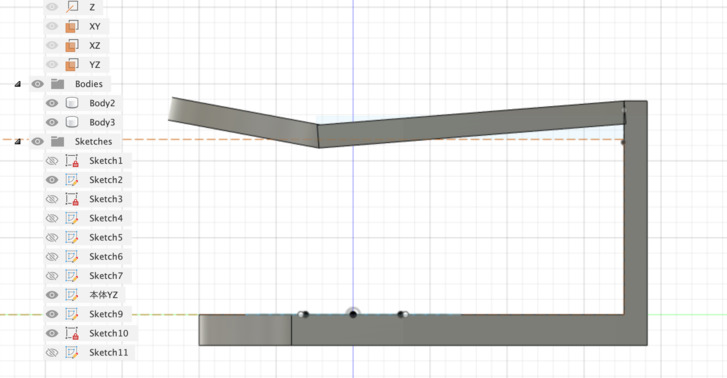 Z
XY
XZ
YZ
Bodies
Body2
Body3
Sketches
Sketch1
Sketch2
Sketch3
Sketch4
Sketch5
Sketch6
Sketch7
本体YZ
Sketch9
Sketch10
Sketch11